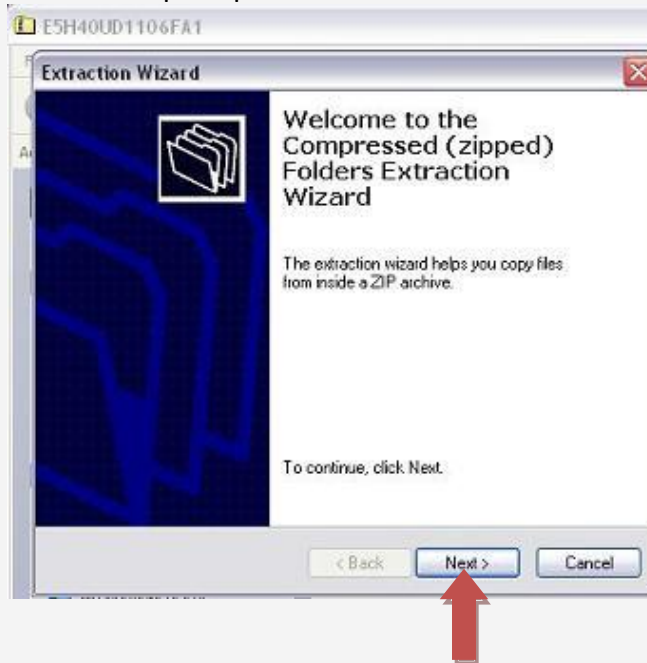 E5H40UD1106FA1
Extraction Wizard
Welcome to the
Compressed (zipped)
Folders Extraction
Wizard
The extraction wizard helps you copy files
from inside a ZIP archive.
To continue, click Next.
< Back Next > Cancel